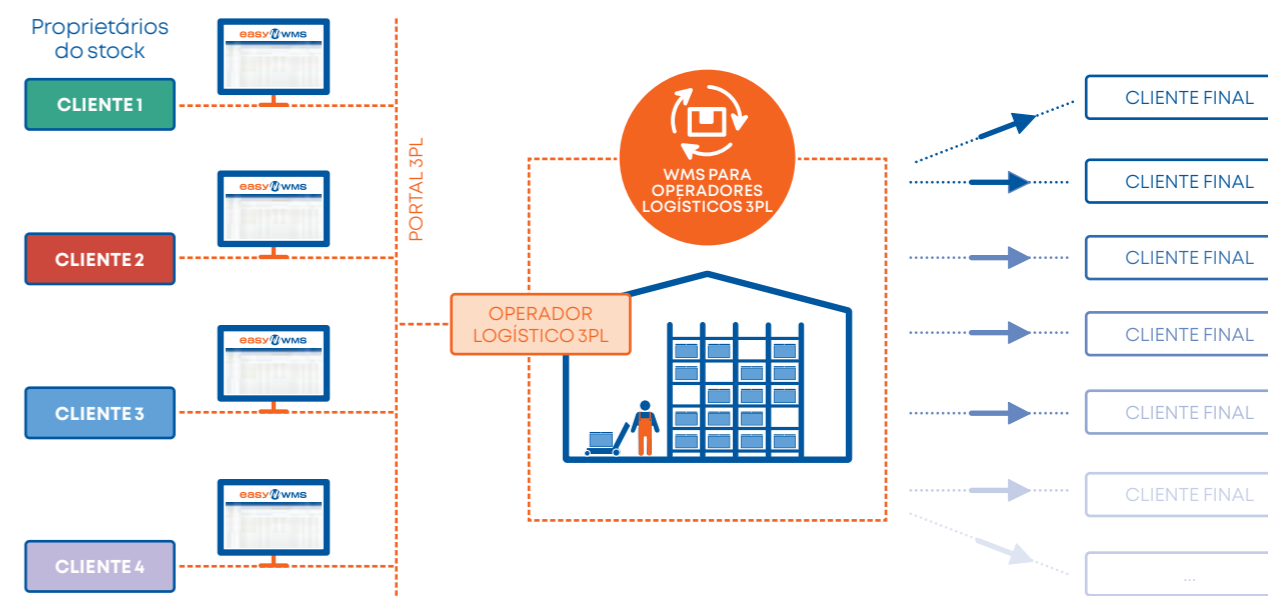 Proprietários
do stock
easy WMS
CLIENTE 1
easy WMS
CLIENTE 2
easy WMS
CLIENTE 3
easy WMS
CLIENTE 4
PORTAL 3PL
OPERADOR
LOGÍSTICO 3PL
WMS PARA
OPERADORES
LOGÍSTICOS 3PL
CLIENTE FINAL
CLIENTE FINAL
CLIENTE FINAL
CLIENTE FINAL
CLIENTE FINAL
CLIENTE FINAL
...